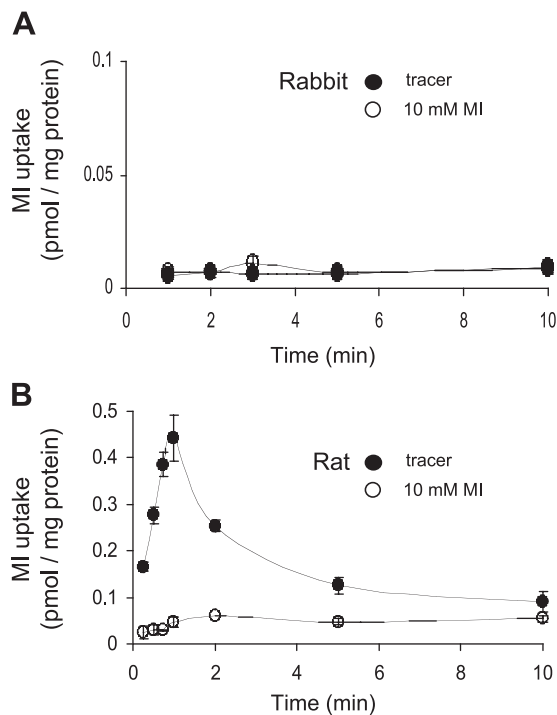 A
MI uptake
(pmol / mg protein)
0.1
0.05
0
Rabbit
tracer
10 mM MI
0 2 4 6 8 10
Time (min)
B
MI uptake
(pmol / mg protein)
0.5
0.4
0.3
0.2
0.1
0
Rat
tracer
10 mM MI
0 2 4 6 8 10
Time (min)